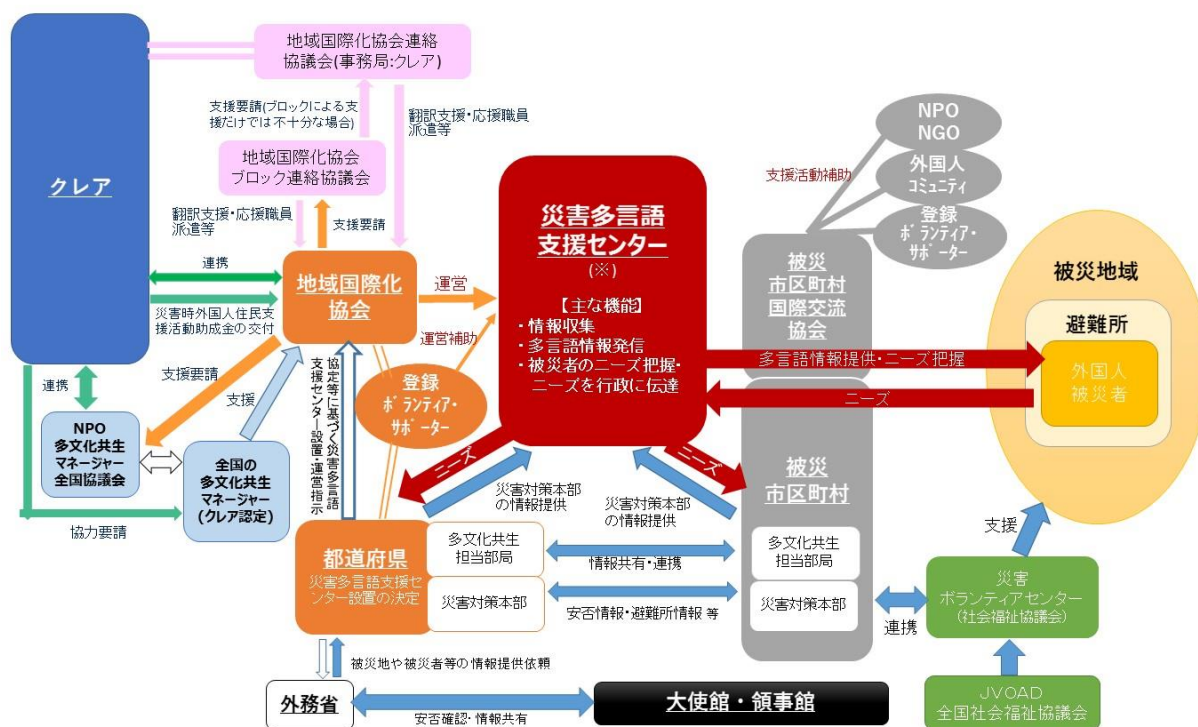 クレア
地域国際化協会連絡
協議会(事務局:クレア)
支援要請(ブロックによる支
援だけでは不十分な場合)
翻訳支援・応援職員
派遣等
地域国際化協会
ブロック連絡協議会
翻訳支援・応援職員
派遣等
支援要請
連携
災害時外国人住民支
援活動助成金の交付
地域国際化
協会
運営
運営補助
支援要請
支援
連携
NPO
多文化共生
マネージャー
全国協議会
全国の
多文化共生
マネージャー
(クレア認定)
協力要請
協定等に基づく災害多言語
支援センター設置・運営指示
登録
ボランティア・
サポーター
災害多言語
支援センター
(※)
【主な機能】
・情報収集
・多言語情報発信
・被災者のニーズ把握・
ニーズを行政に伝達
NPO
NGO
外国人
コミュニティ
登録
ボランティア・
サポーター
支援活動補助
被災
市区町村
国際交流
協会
被災地域
避難所
外国人
被災者
多言語情報提供・ニーズ把握
ニーズ
ニーズ
ニーズ
災害対策本部
の情報提供
災害対策本部
の情報提供
被災
市区町村
多文化共生
担当部局
災害対策本部
都道府県
災害多言語支援セ
ンター設置の決定
多文化共生
担当部局
災害対策本部
情報共有・連携
安否情報・避難所情報 等
連携
支援
災害
ボランティアセンター
(社会福祉協議会)
JVOAD
全国社会福祉協議会
被災地や被災者等の情報提供依頼
外務省
安否確認・情報共有
大使館・領事館